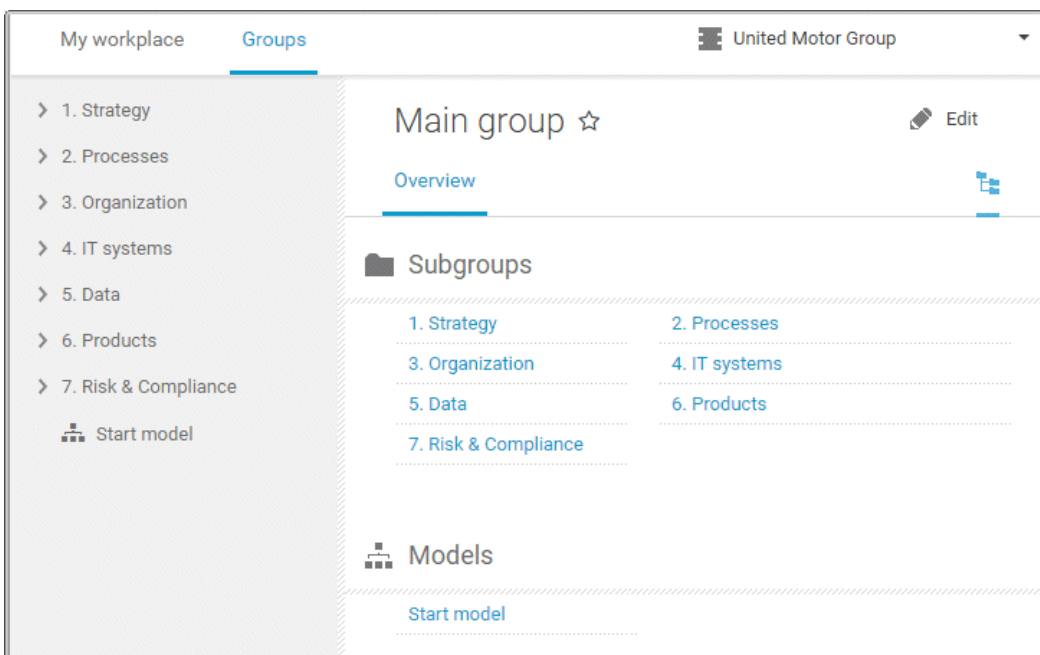 My workplace Groups United Motor Group
1. Strategy
2. Processes
3. Organization
4. IT systems
5. Data
6. Products
7. Risk & Compliance
Start model
Main group Edit
Overview
Subgroups
1. Strategy 2. Processes
3. Organization 4. IT systems
5. Data 6. Products
7. Risk & Compliance
Models
Start model